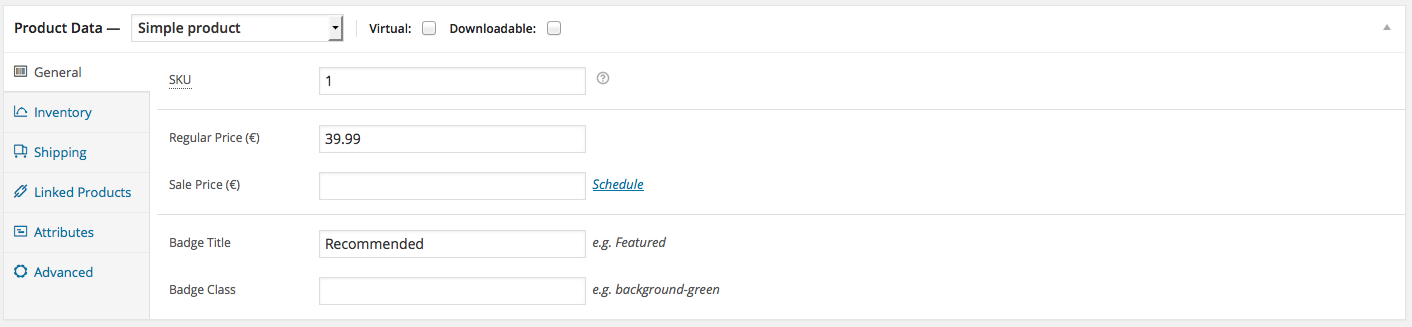 Product Data — Simple product Virtual: Downloadable:
General
Inventory
Shipping
Linked Products
Attributes
Advanced
SKU 1
Regular Price (€) 39.99
Sale Price (€) Schedule
Badge Title Recommended e.g. Featured
Badge Class e.g. background-green